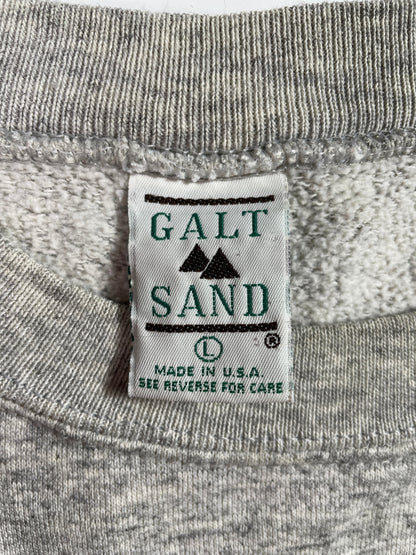 GALT
SAND
L
®
MADE IN U.S.A.
SEE REVERSE FOR CARE